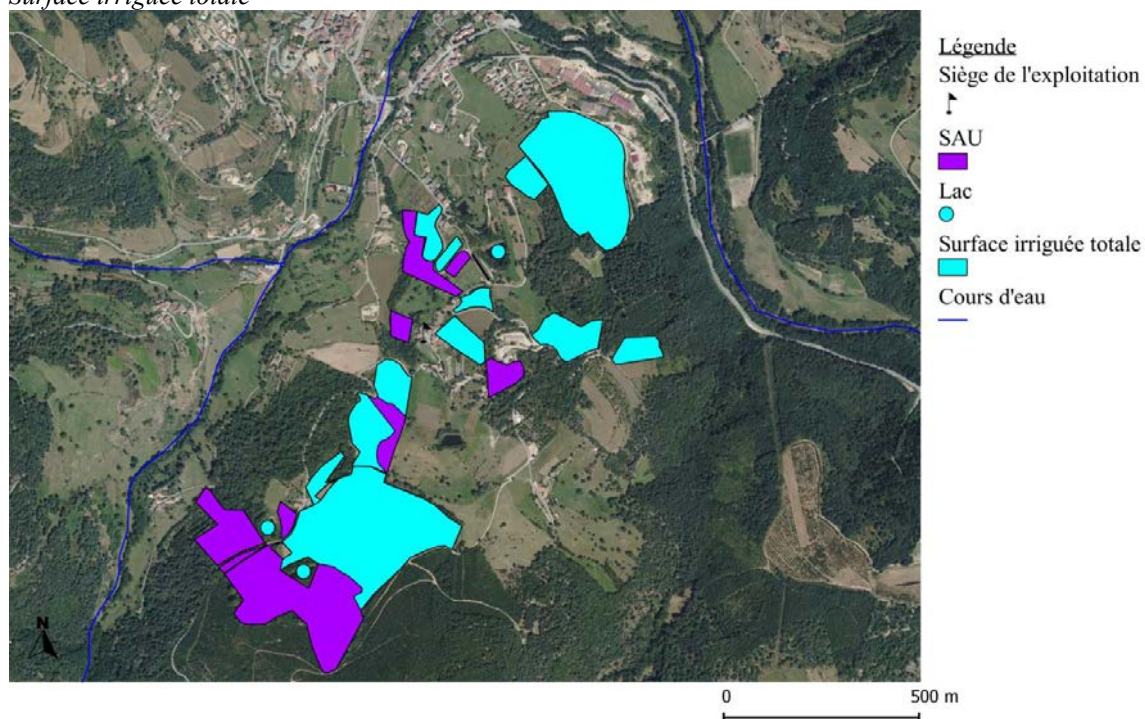 Surface irriguée totale
Légende
Siège de l'exploitation
SAU
Lac
Surface irriguée totale
Cours d'eau
N
0 500 m